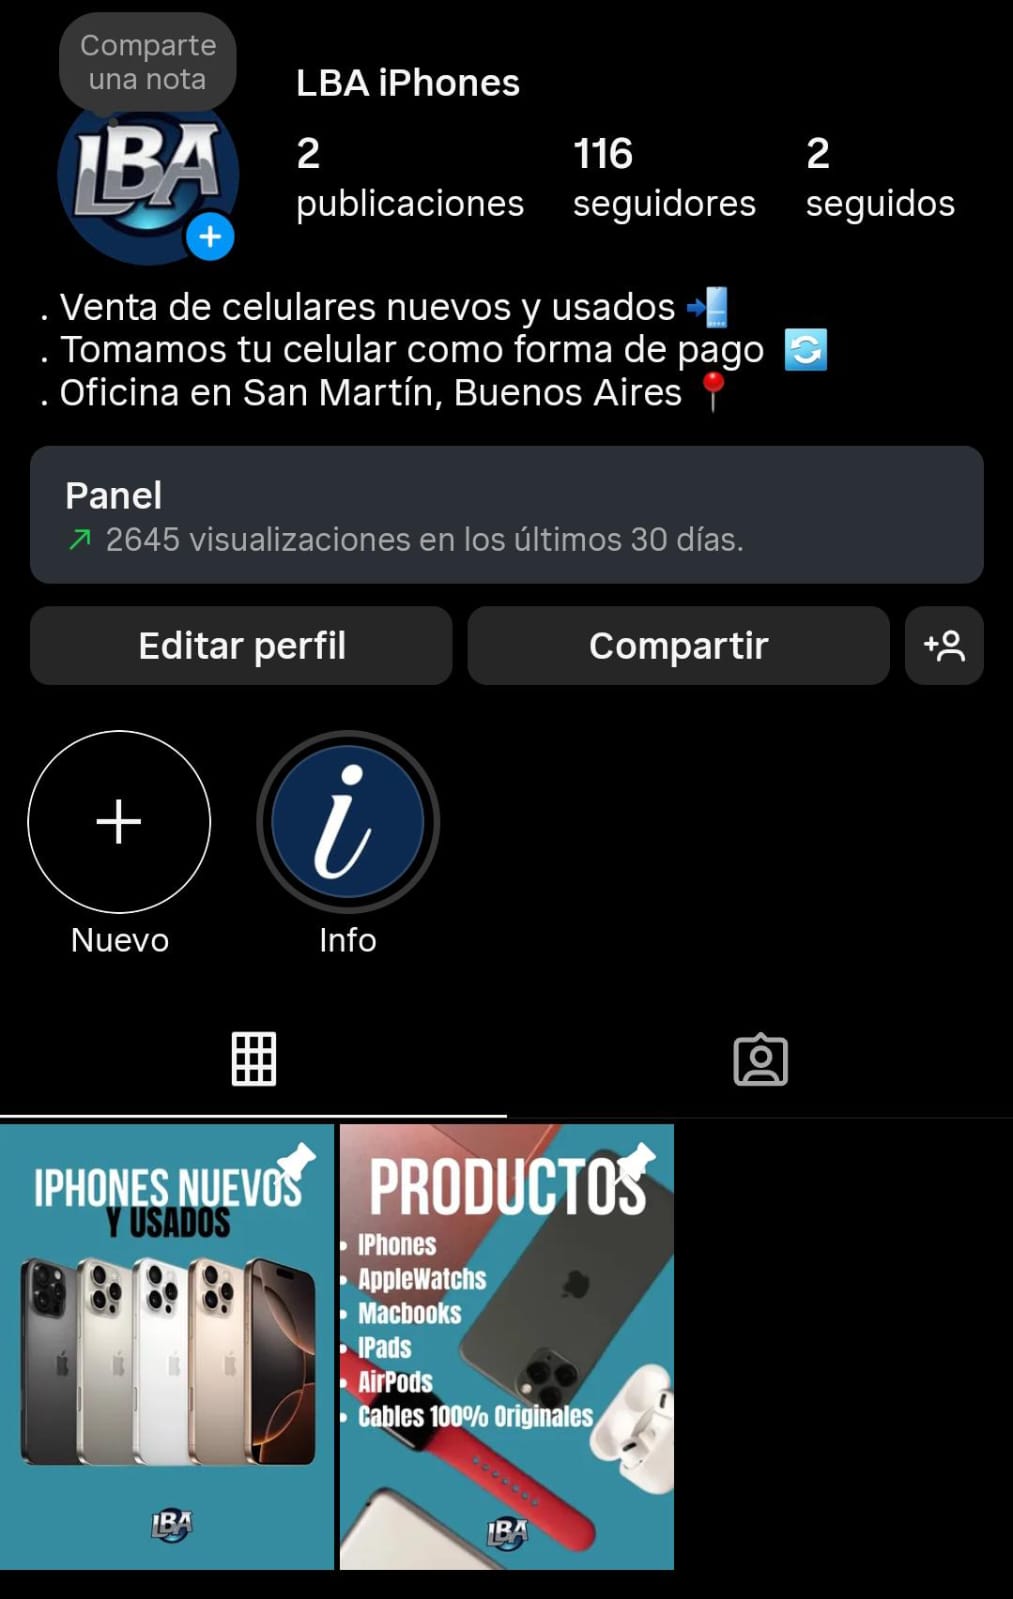 Comparte
una nota
LBA
LBA iPhones
2 116 2
publicaciones seguidores seguidos
. Venta de celulares nuevos y usados 📲
. Tomamos tu celular como forma de pago 🔄
. Oficina en San Martín, Buenos Aires 📍
Panel
2645 visualizaciones en los últimos 30 días.
Editar perfil Compartir
i
Nuevo Info
IPHONES NUEVOS
Y USADOS
LBA
PRODUCTOS
• IPhones
• AppleWatchs
• Macbooks
• IPads
• AirPods
• Cables 100% Originales
LBA